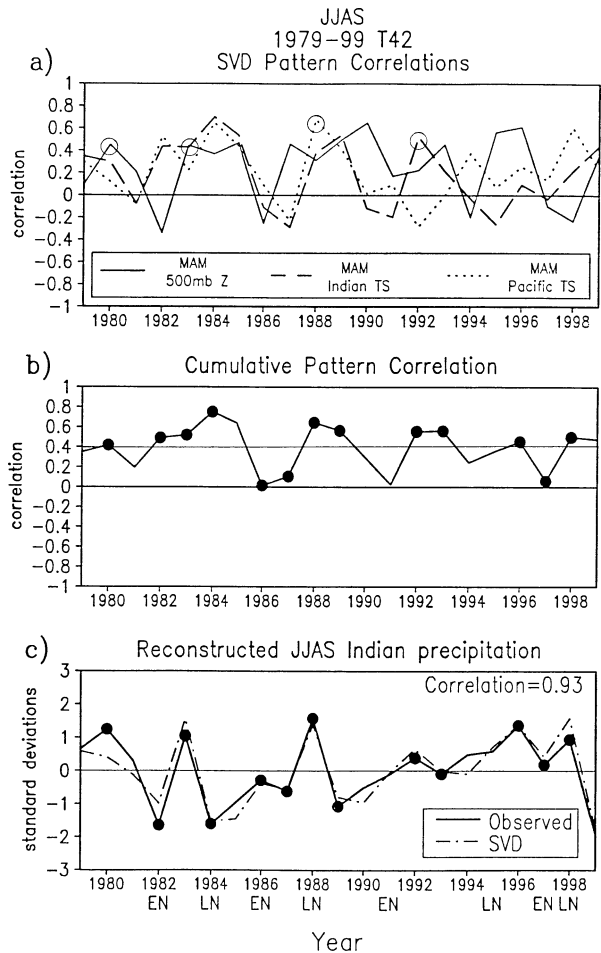 JJAS
1979-99 T42
a) SVD Pattern Correlations
1
0.8
0.6
0.4
0.2
0
-0.2
-0.4
-0.6
-0.8
-1
correlation
MAM
500mb Z
MAM
Indian TS
MAM
Pacific TS
1980 1982 1984 1986 1988 1990 1992 1994 1996 1998
b) Cumulative Pattern Correlation
1
0.8
0.6
0.4
0.2
0
-0.2
-0.4
-0.6
-0.8
-1
correlation
1980 1982 1984 1986 1988 1990 1992 1994 1996 1998
c) Reconstructed JJAS Indian precipitation
3
2
1
0
-1
-2
-3
standard deviations
Correlation=0.93
Observed
SVD
1980 1982 1984 1986 1988 1990 1992 1994 1996 1998
EN LN EN LN EN LN EN LN
Year